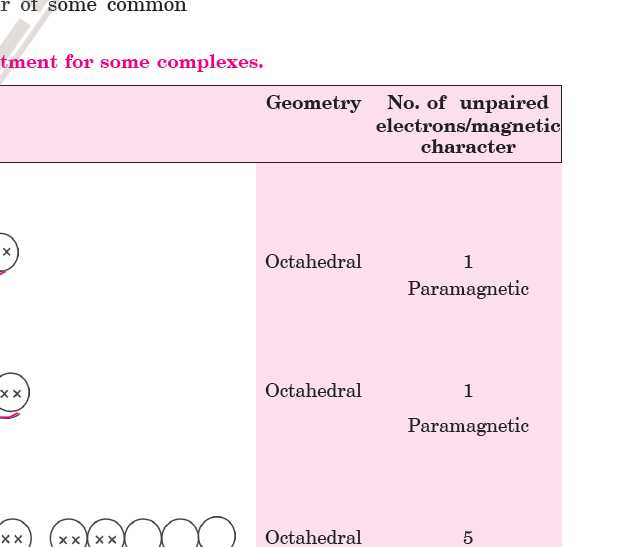 r of some common
tment for some complexes.
Geometry No. of unpaired
electrons/magnetic
character
× Octahedral 1
Paramagnetic
×× Octahedral 1
Paramagnetic
×× ×× ×× Octahedral 5